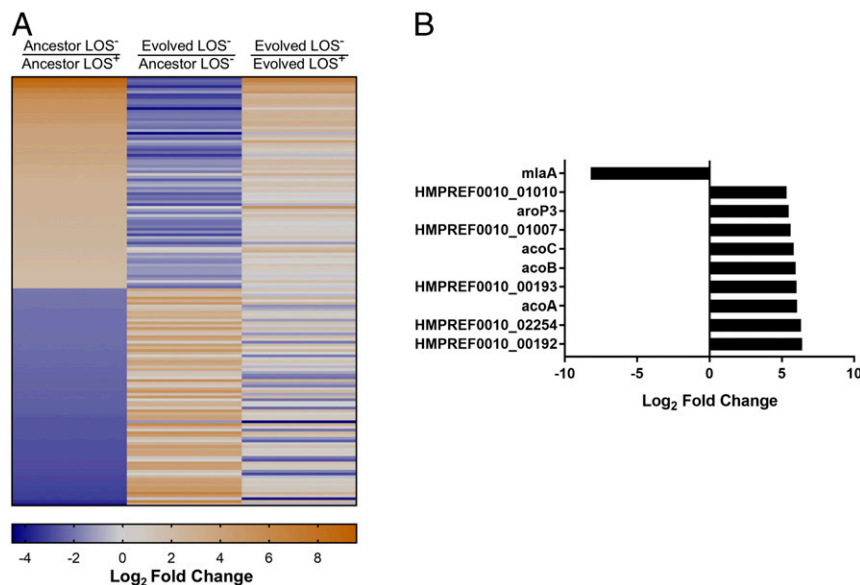 A
Ancestor LOS⁻
Ancestor LOS⁺
Evolved LOS⁻
Ancestor LOS⁻
Evolved LOS⁻
Evolved LOS⁺
-4 -2 0 2 4 6 8
Log₂ Fold Change
B
mlaA
HMPREF0010_01010
aroP3
HMPREF0010_01007
acoC
acoB
HMPREF0010_00193
acoA
HMPREF0010_02254
HMPREF0010_00192
-10 -5 0 5 10
Log₂ Fold Change